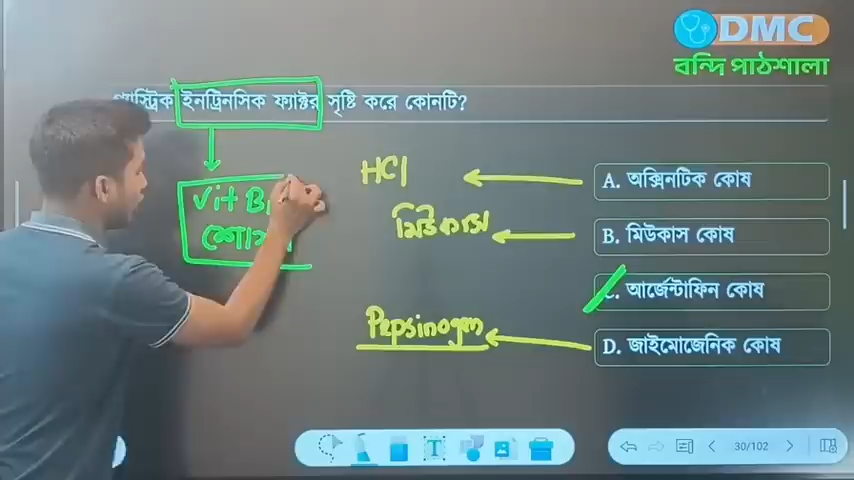 DMC
বন্দি পাঠশালা
ইনট্রিনসিক ফ্যাক্টর সৃষ্টি করে কোনটি?
Vit B
HCl
A. অক্সিনটিক কোষ
মিউকাস
B. মিউকাস কোষ
C. আর্জেন্টাফিন কোষ
Pepsinogen
D. জাইমোজেনিক কোষ
30/102